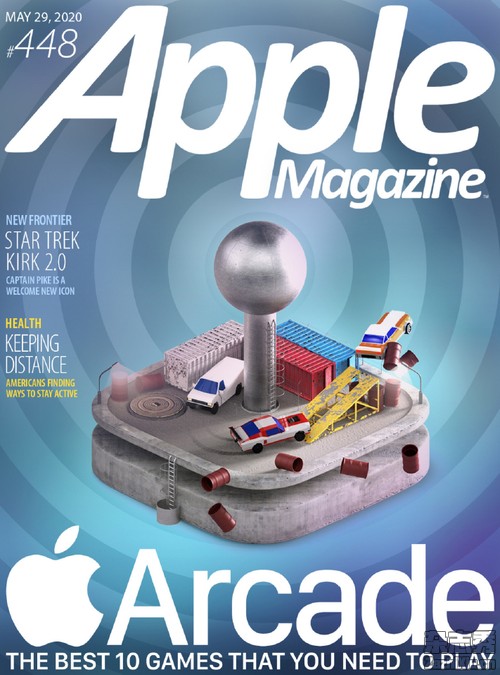 MAY 29, 2020
#448
Apple
Magazine
NEW FRONTIER
STAR TREK
KIRK 2.0
CAPTAIN PIKE IS A
WELCOME NEW ICON
HEALTH
KEEPING
DISTANCE
AMERICANS FINDING
WAYS TO STAY ACTIVE
Arcade
THE BEST 10 GAMES THAT YOU NEED TO PLAY